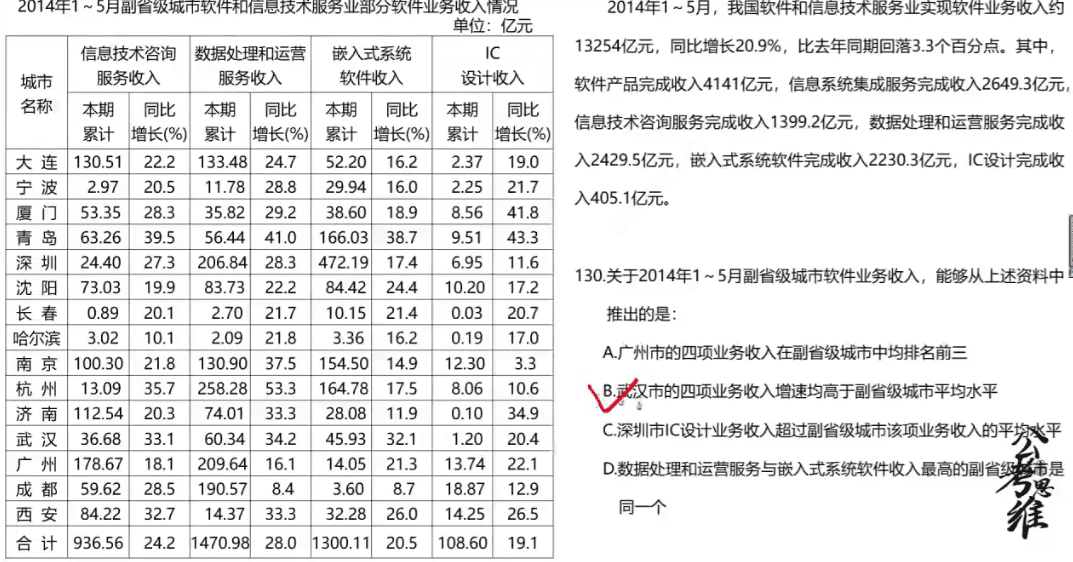 2014年1～5月副省级城市软件和信息技术服务业部分软件业务收入情况
单位：亿元
城市名称 信息技术咨询服务收入 数据处理和运营服务收入 嵌入式系统软件收入 IC设计收入
本期累计 同比增长(%) 本期累计 同比增长(%) 本期累计 同比增长(%) 本期累计 同比增长(%)
大连 130.51 22.2 133.48 24.7 52.20 16.2 2.37 19.0
宁波 2.97 20.5 11.78 28.8 29.94 16.0 2.25 21.7
厦门 53.35 28.3 35.82 29.2 38.60 18.9 8.56 41.8
青岛 63.26 39.5 56.44 41.0 166.03 38.7 9.51 43.3
深圳 24.40 27.3 206.84 28.3 472.19 17.4 6.95 11.6
沈阳 73.03 19.9 83.73 22.2 84.42 24.4 10.20 17.2
长春 0.89 20.1 2.70 21.7 10.15 21.4 0.03 20.7
哈尔滨 3.02 10.1 2.09 21.8 3.36 16.2 0.19 17.0
南京 100.30 21.8 130.90 37.5 154.50 14.9 12.30 3.3
杭州 13.09 35.7 258.28 53.3 164.78 17.5 8.06 10.6
济南 112.54 20.3 74.01 33.3 28.08 11.9 0.10 34.9
武汉 36.68 33.1 60.34 34.2 45.93 32.1 1.20 20.4
广州 178.67 18.1 209.64 16.1 14.05 21.3 13.74 22.1
成都 59.62 28.5 190.57 8.4 3.60 8.7 18.87 12.9
西安 84.22 32.7 14.37 33.3 32.28 26.0 14.25 26.5
合计 936.56 24.2 1470.98 28.0 1300.11 20.5 108.60 19.1
2014年1～5月，我国软件和信息技术服务业实现软件业务收入约
13254亿元，同比增长20.9%，比去年同期回落3.3个百分点。其中，
软件产品完成收入4141亿元，信息系统集成服务完成收入2649.3亿元，
信息技术咨询服务完成收入1399.2亿元，数据处理和运营服务完成收
入2429.5亿元，嵌入式系统软件完成收入2230.3亿元，IC设计完成收
入405.1亿元。
130.关于2014年1～5月副省级城市软件业务收入，能够从上述资料中
推出的是：
A.广州市的四项业务收入在副省级城市中均排名前三
B.武汉市的四项业务收入增速均高于副省级城市平均水平
C.深圳市IC设计业务收入超过副省级城市该项业务收入的平均水平
D.数据处理和运营服务与嵌入式系统软件收入最高的副省级城市是
同一个
公考思维